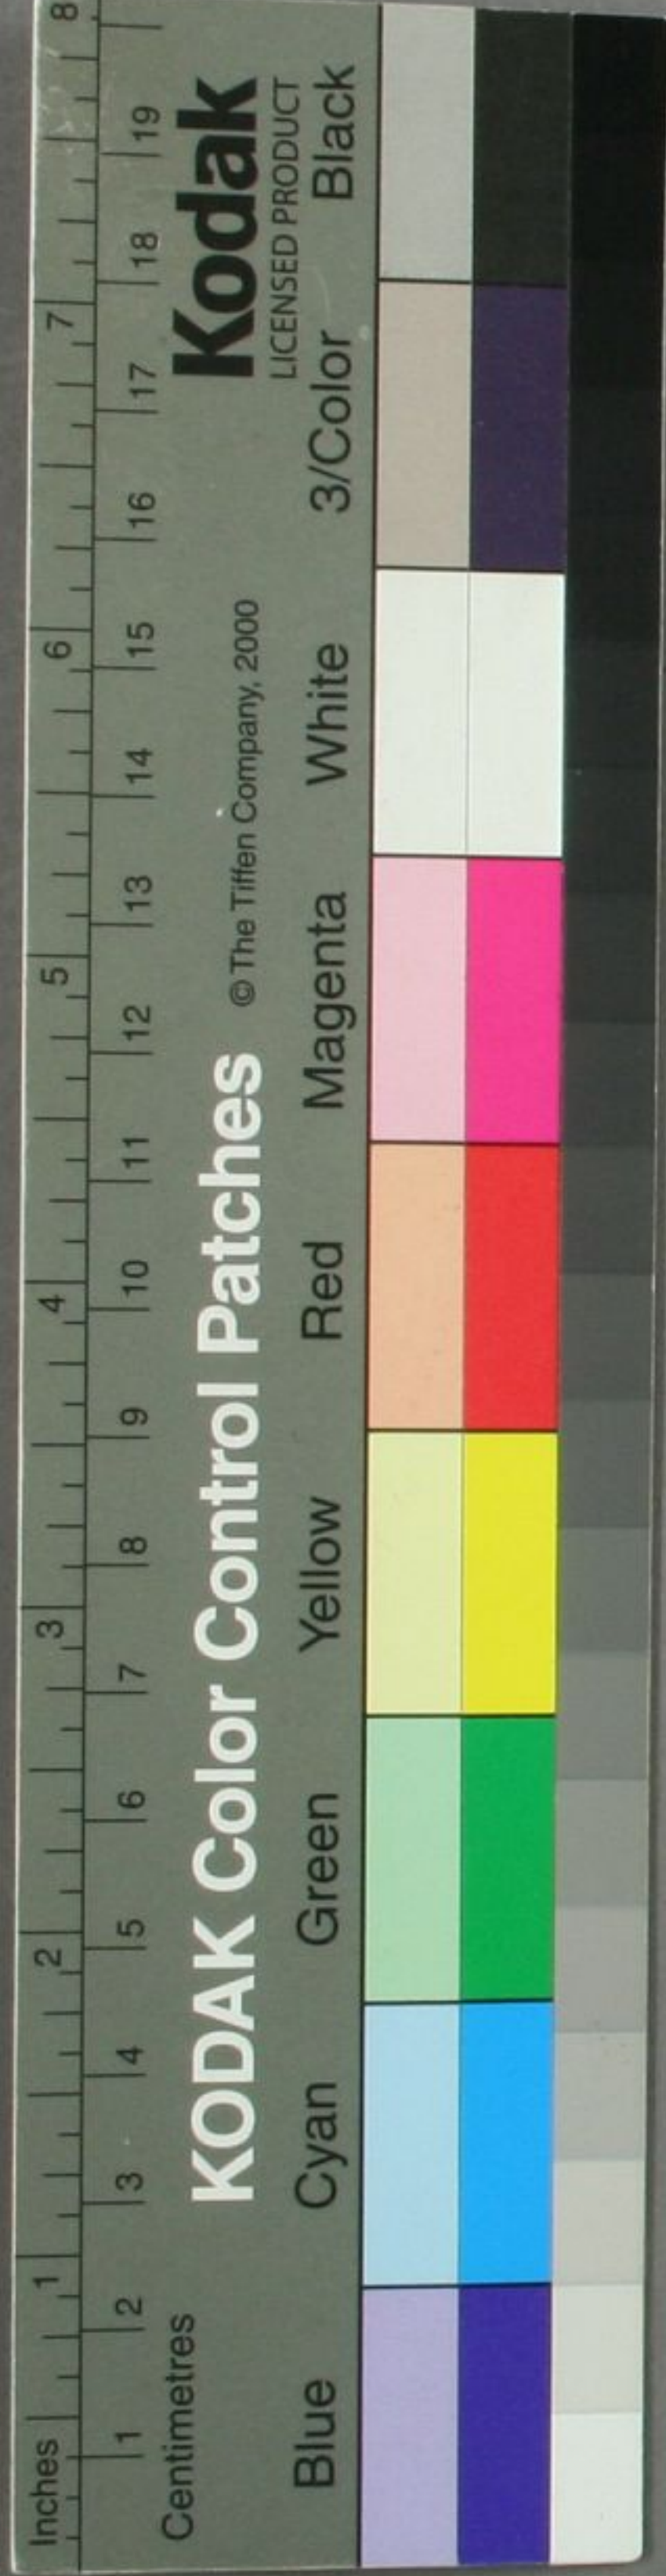 Inches 1 2 3 4 5 6 7 8
1 2 3 4 5 6 7 8 9 10 11 12 13 14 15 16 17 18 19
Centimetres
KODAK Color Control Patches © The Tiffen Company, 2000 Kodak
LICENSED PRODUCT
Blue Cyan Green Yellow Red Magenta White 3/Color Black